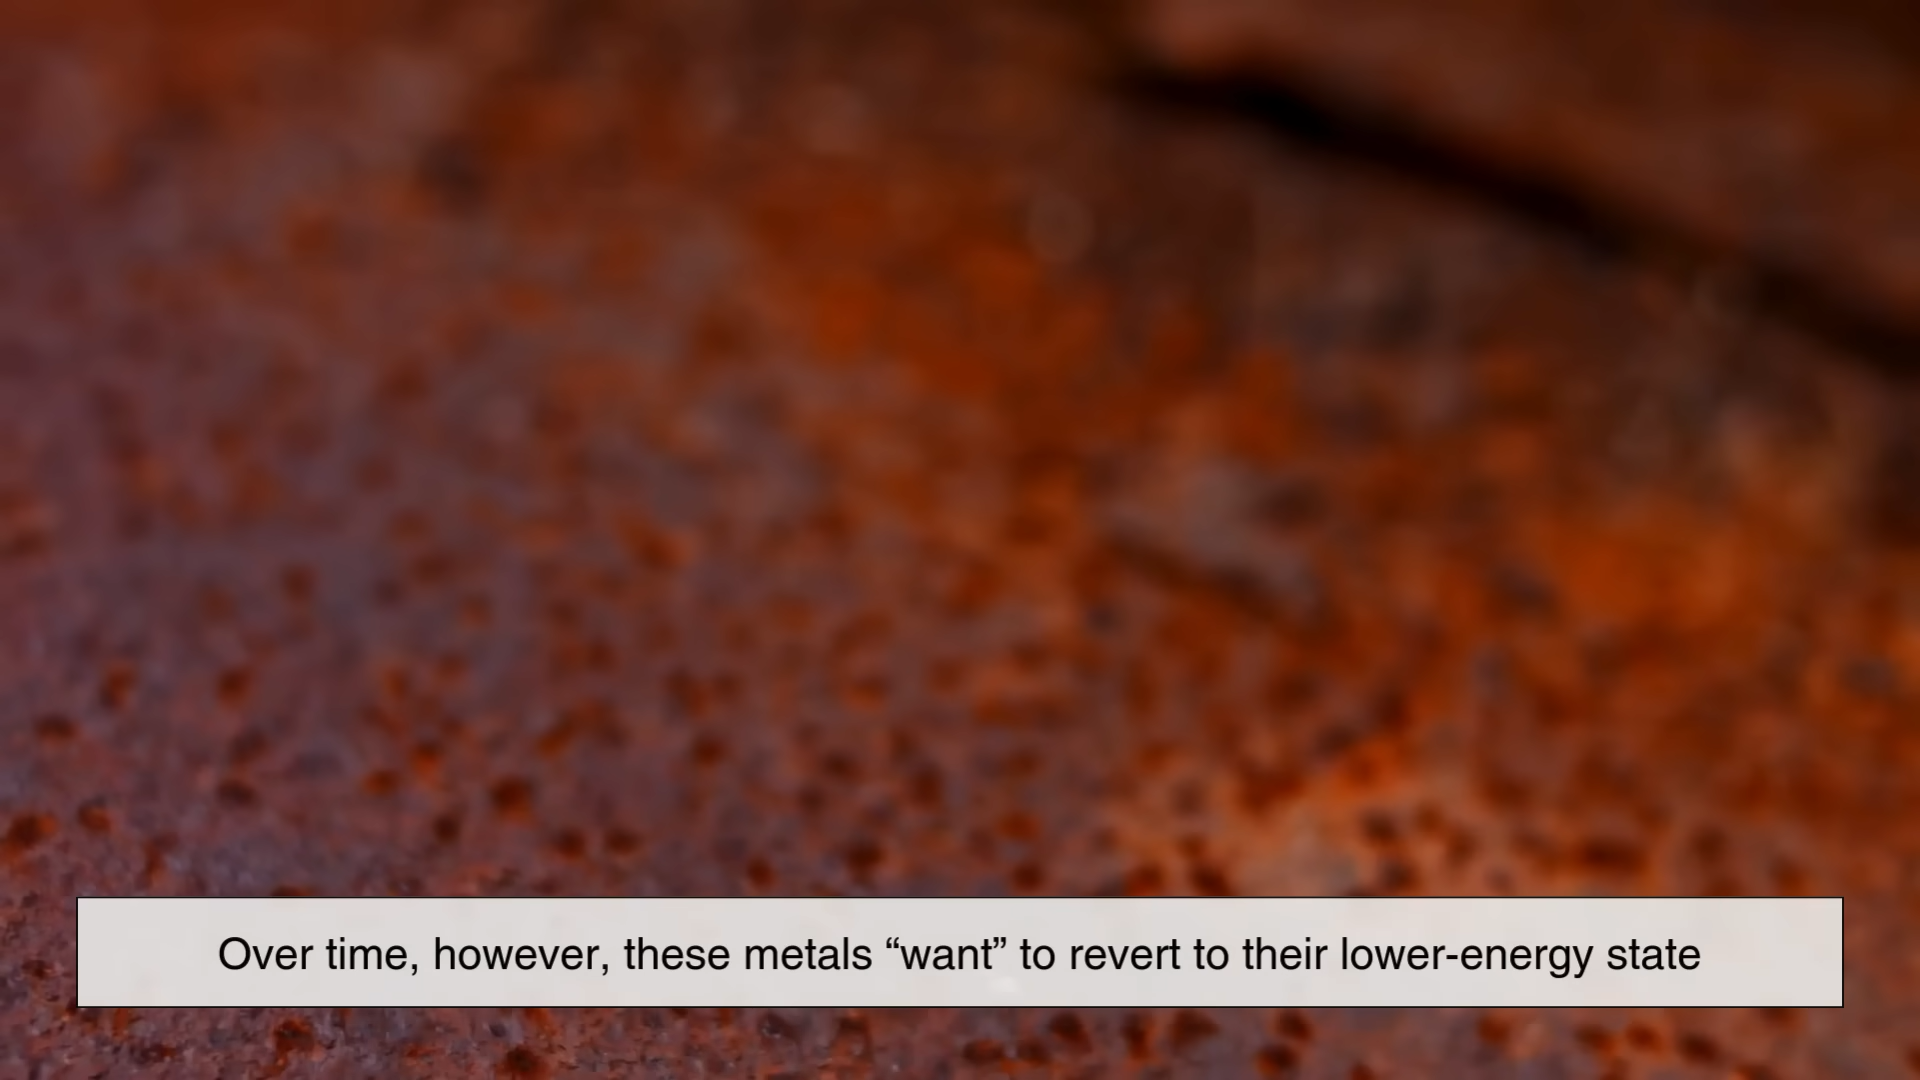 Over time, however, these metals “want” to revert to their lower-energy state